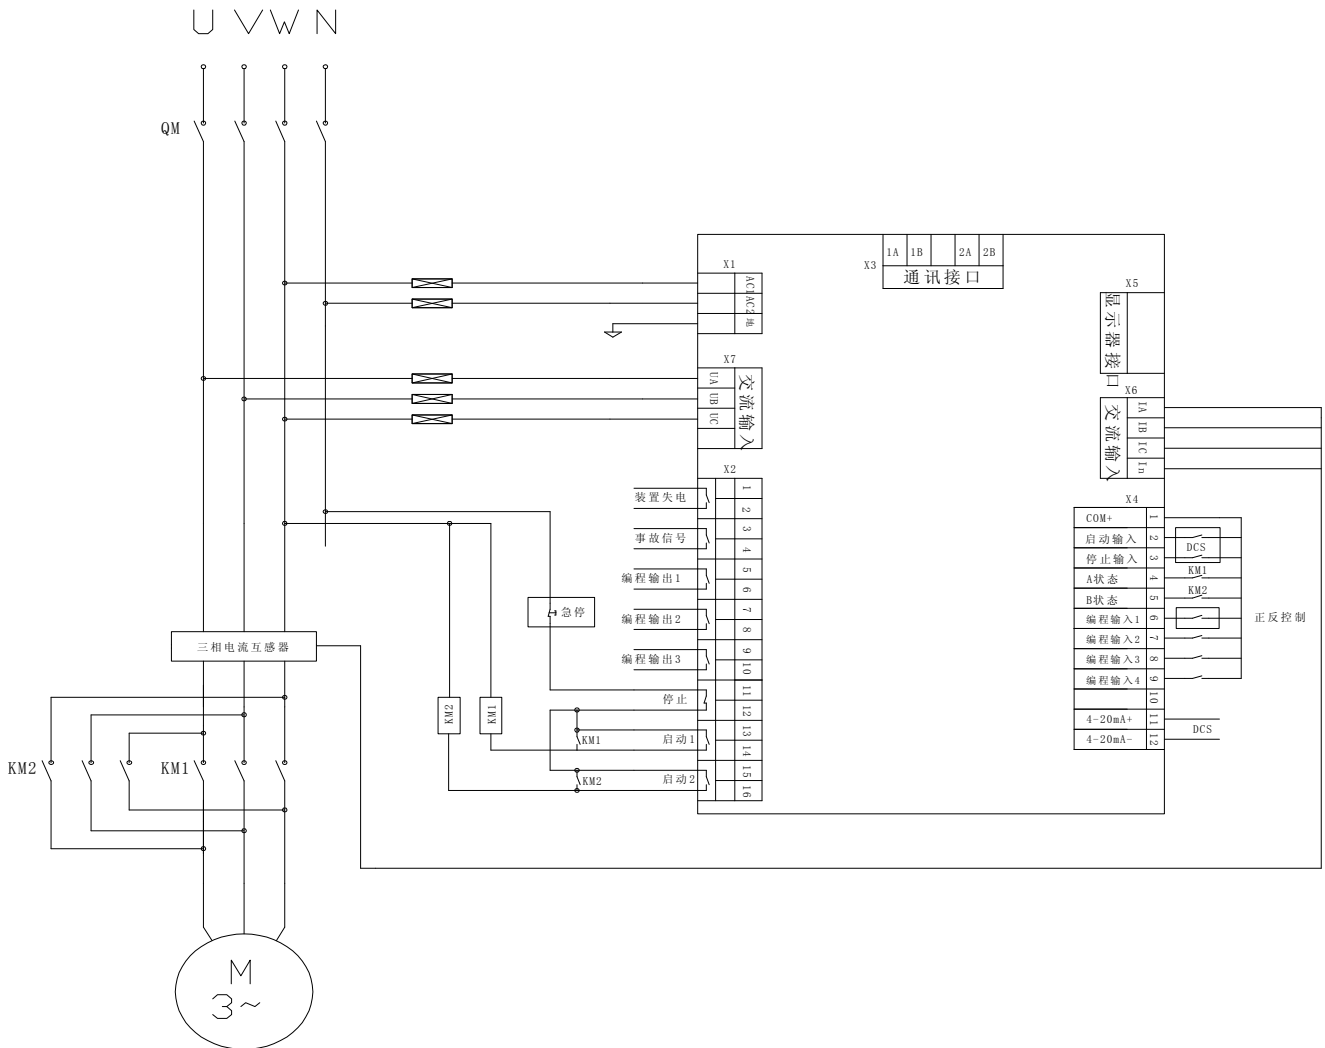 U V W N
QM
X1
AC1
AC2
地
X3
1A 1B 2A 2B
通讯接口
X5
显示器接口
X7
UA
UB
UC
交流输入
X6
交流输入
IA
IB
IC
In
X2
装置失电 1
2
事故信号 3
4
编程输出1 5
6
编程输出2 7
8
编程输出3 9
10
停止 11
12
启动1 13
14
启动2 15
16
KM1
KM2
急停
KM2
KM1
X4
COM+ 1
启动输入 2
停止输入 3
A状态 4
B状态 5
编程输入1 6
编程输入2 7
编程输入3 8
编程输入4 9
10
4-20mA+ 11
4-20mA- 12
DCS
KM1
KM2
正反控制
DCS
三相电流互感器
KM2
KM1
M
3~